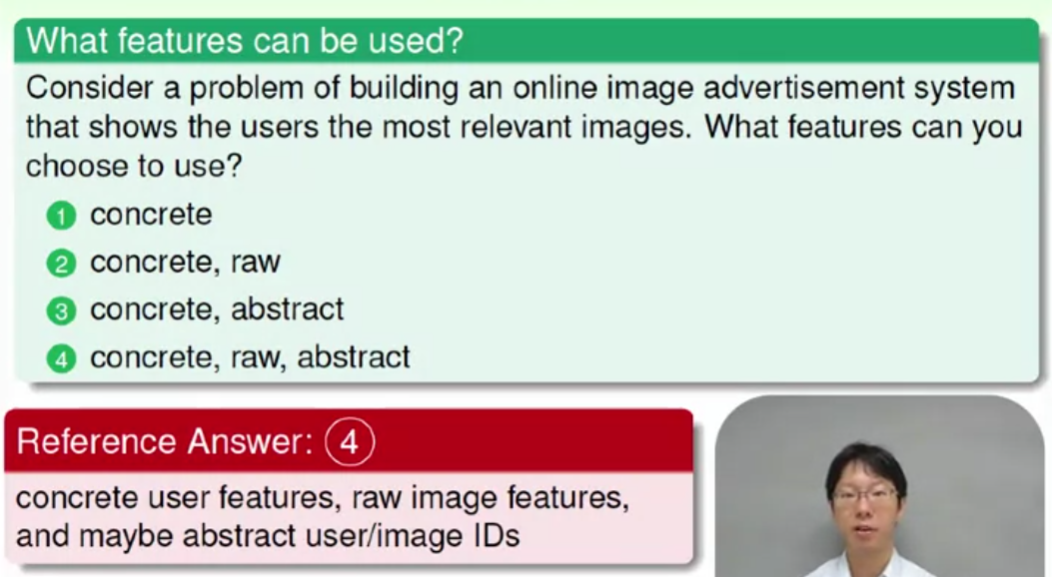 What features can be used?
Consider a problem of building an online image advertisement system
that shows the users the most relevant images. What features can you
choose to use?
1 concrete
2 concrete, raw
3 concrete, abstract
4 concrete, raw, abstract
Reference Answer: 4
concrete user features, raw image features,
and maybe abstract user/image IDs